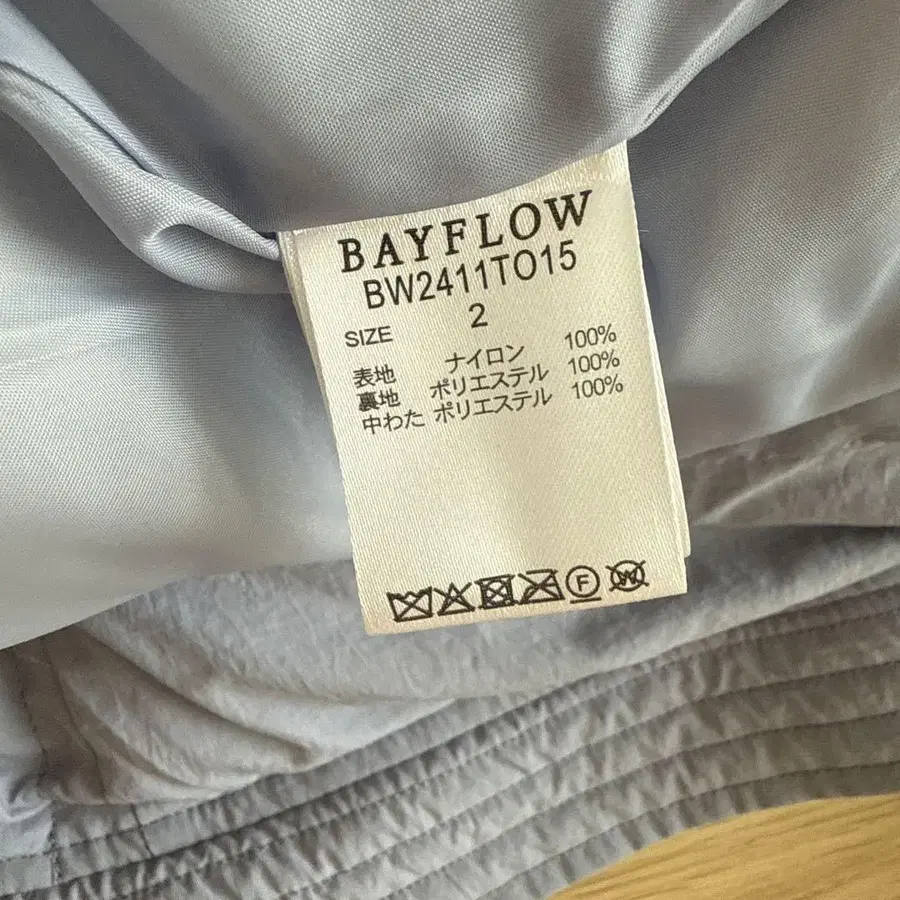 BAYFLOW
BW2411TO15
SIZE 2
表地 ナイロン 100%
裏地 ポリエステル 100%
中わた ポリエステル 100%
F W